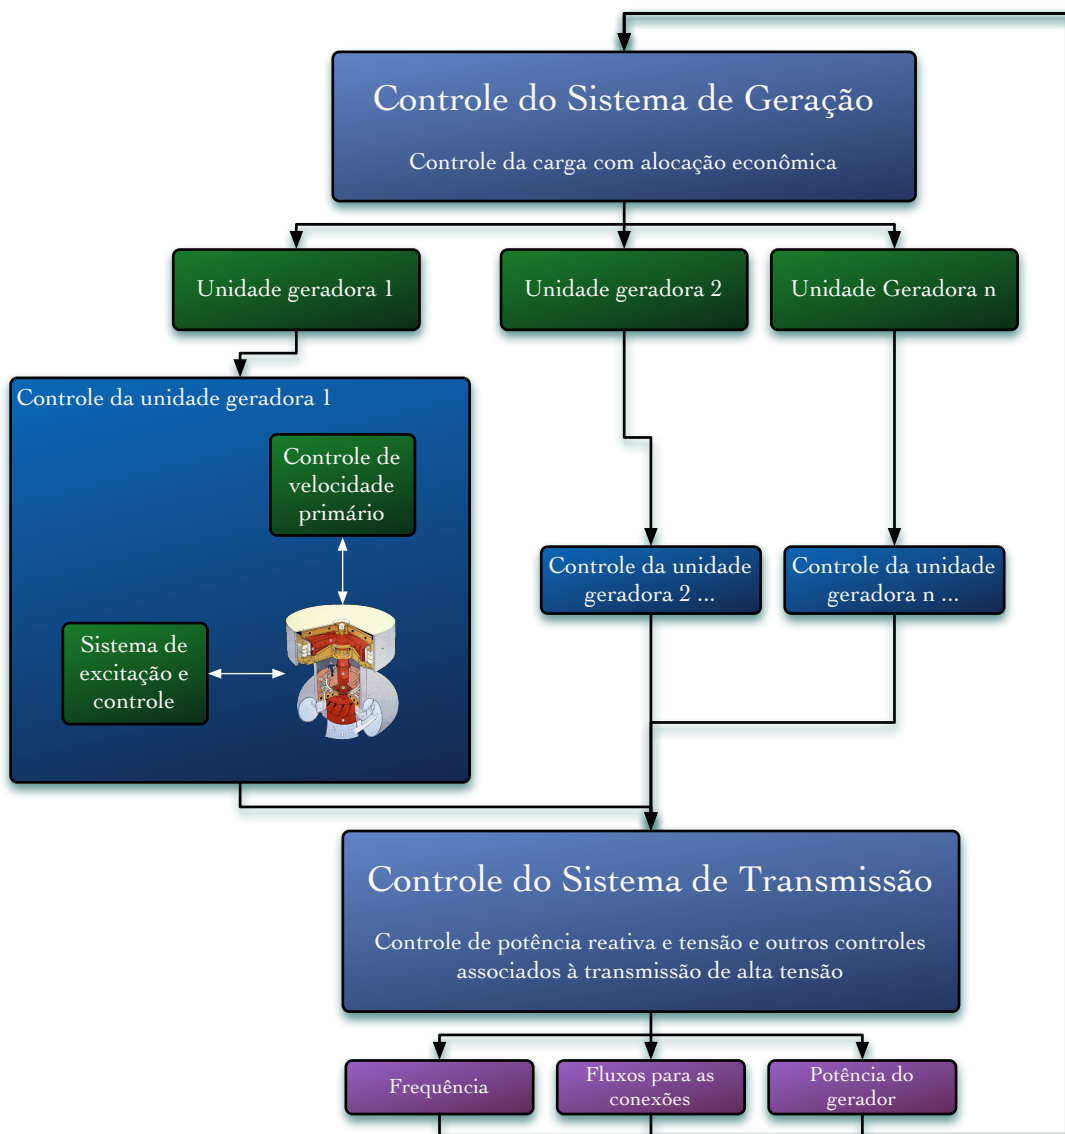 Controle do Sistema de Geração
Controle da carga com alocação econômica
Unidade geradora 1
Unidade geradora 2
Unidade Geradora n
Controle da unidade geradora 1
Controle de
velocidade
primário
Sistema de
excitação e
controle
Controle da unidade
geradora 2 ...
Controle da unidade
geradora n ...
Controle do Sistema de Transmissão
Controle de potência reativa e tensão e outros controles
associados à transmissão de alta tensão
Frequência
Fluxos para as
conexões
Potência do
gerador